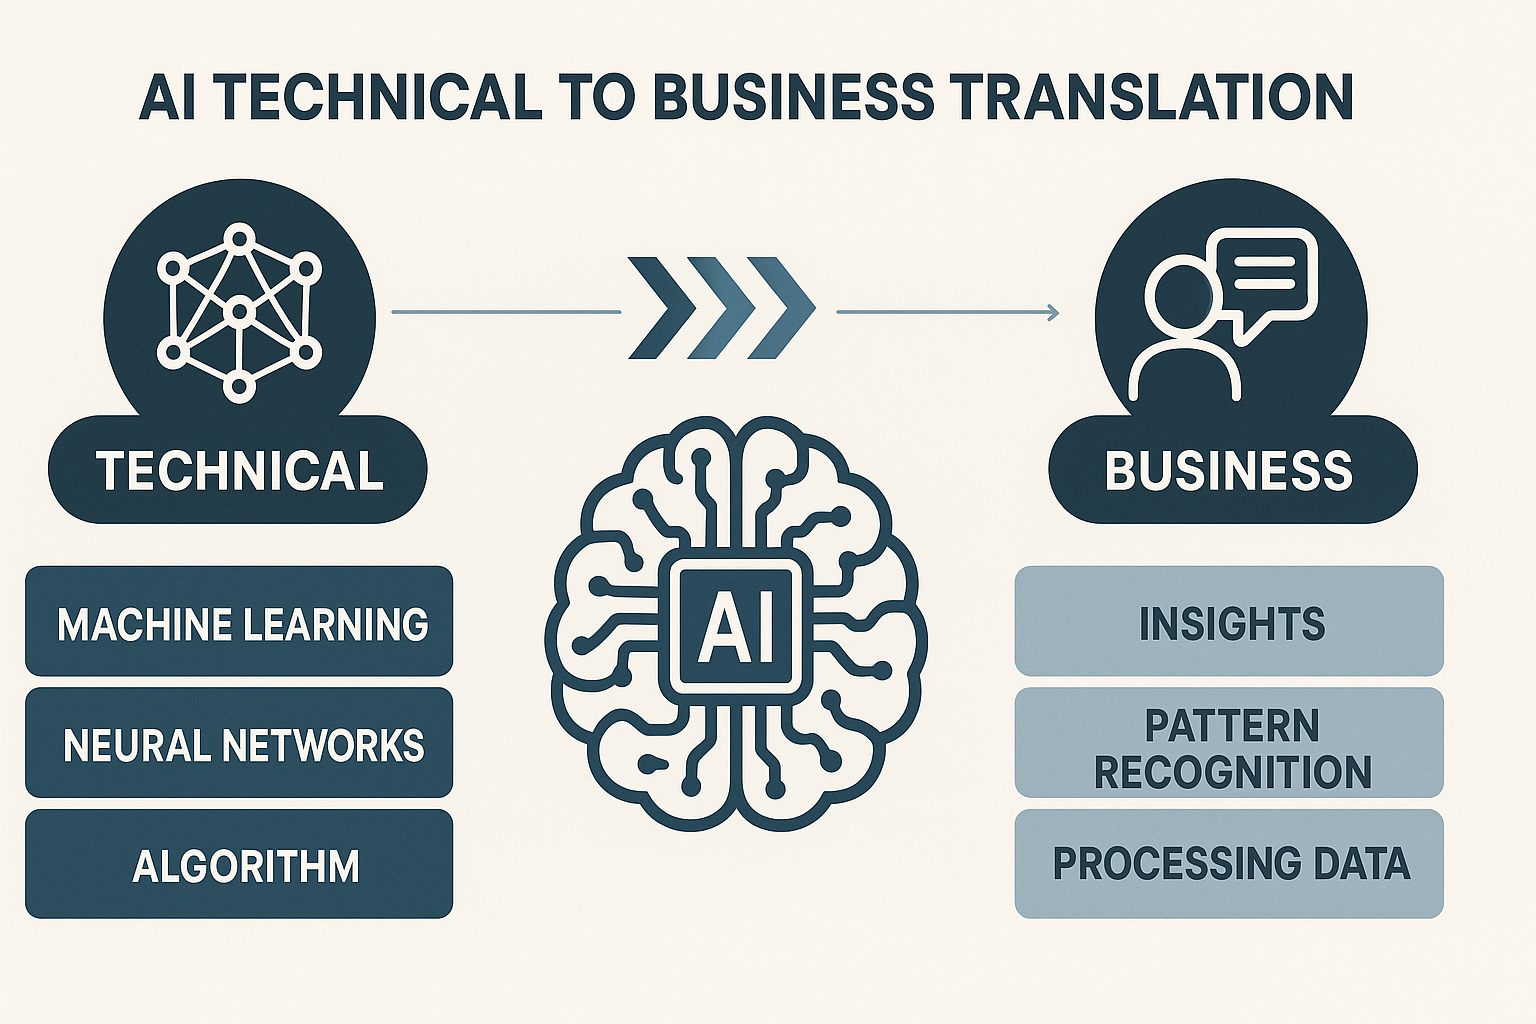 AI TECHNICAL TO BUSINESS TRANSLATION
TECHNICAL
MACHINE LEARNING
NEURAL NETWORKS
ALGORITHM
AI
BUSINESS
INSIGHTS
PATTERN
RECOGNITION
PROCESSING DATA